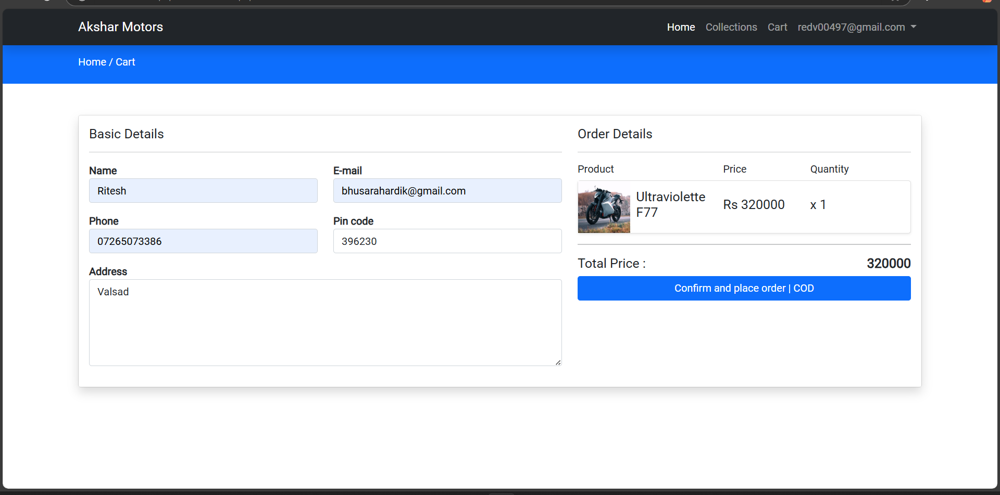 Akshar Motors
Home Collections Cart redv00497@gmail.com
Home / Cart
Basic Details
Name E-mail
Ritesh bhusarahardik@gmail.com
Phone Pin code
07265073386 396230
Address
Valsad
Order Details
Product Price Quantity
Ultraviolette
F77
Rs 320000 x 1
Total Price : 320000
Confirm and place order | COD